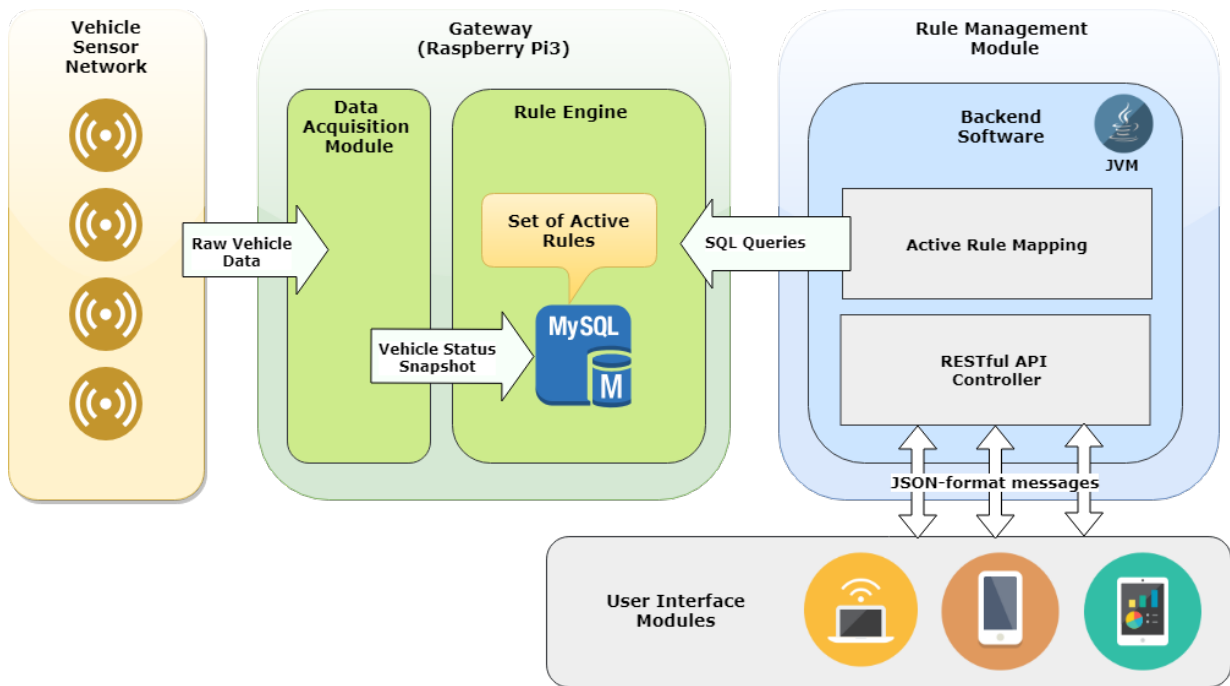 Vehicle
Sensor
Network
Gateway
(Raspberry Pi3)
Data
Acquisition
Module
Rule Engine
Set of Active
Rules
MySQL
M
Raw Vehicle
Data
Vehicle Status
Snapshot
SQL Queries
Rule Management
Module
Backend
Software
JVM
Active Rule Mapping
RESTful API
Controller
JSON-format messages
User Interface
Modules